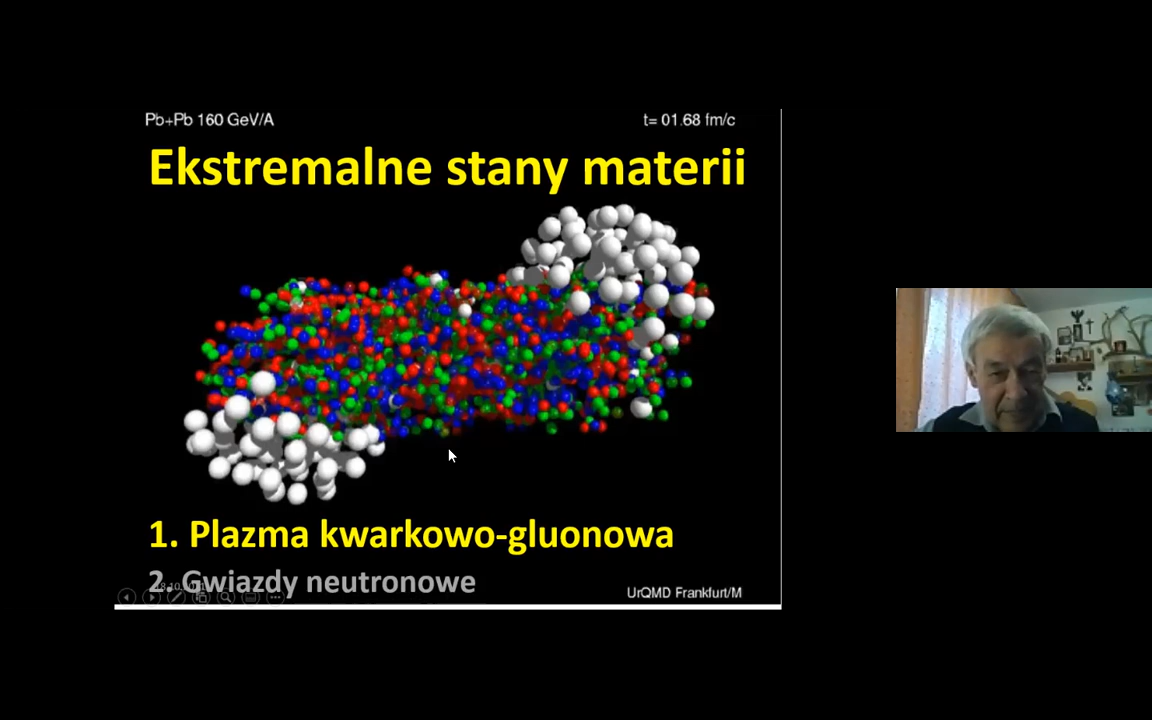 Pb+Pb 160 GeV/A
t= 01.68 fm/c
Ekstremalne stany materii
1. Plazma kwarkowo-gluonowa
2. Gwiazdy neutronowe
UrQMD Frankfurt/M